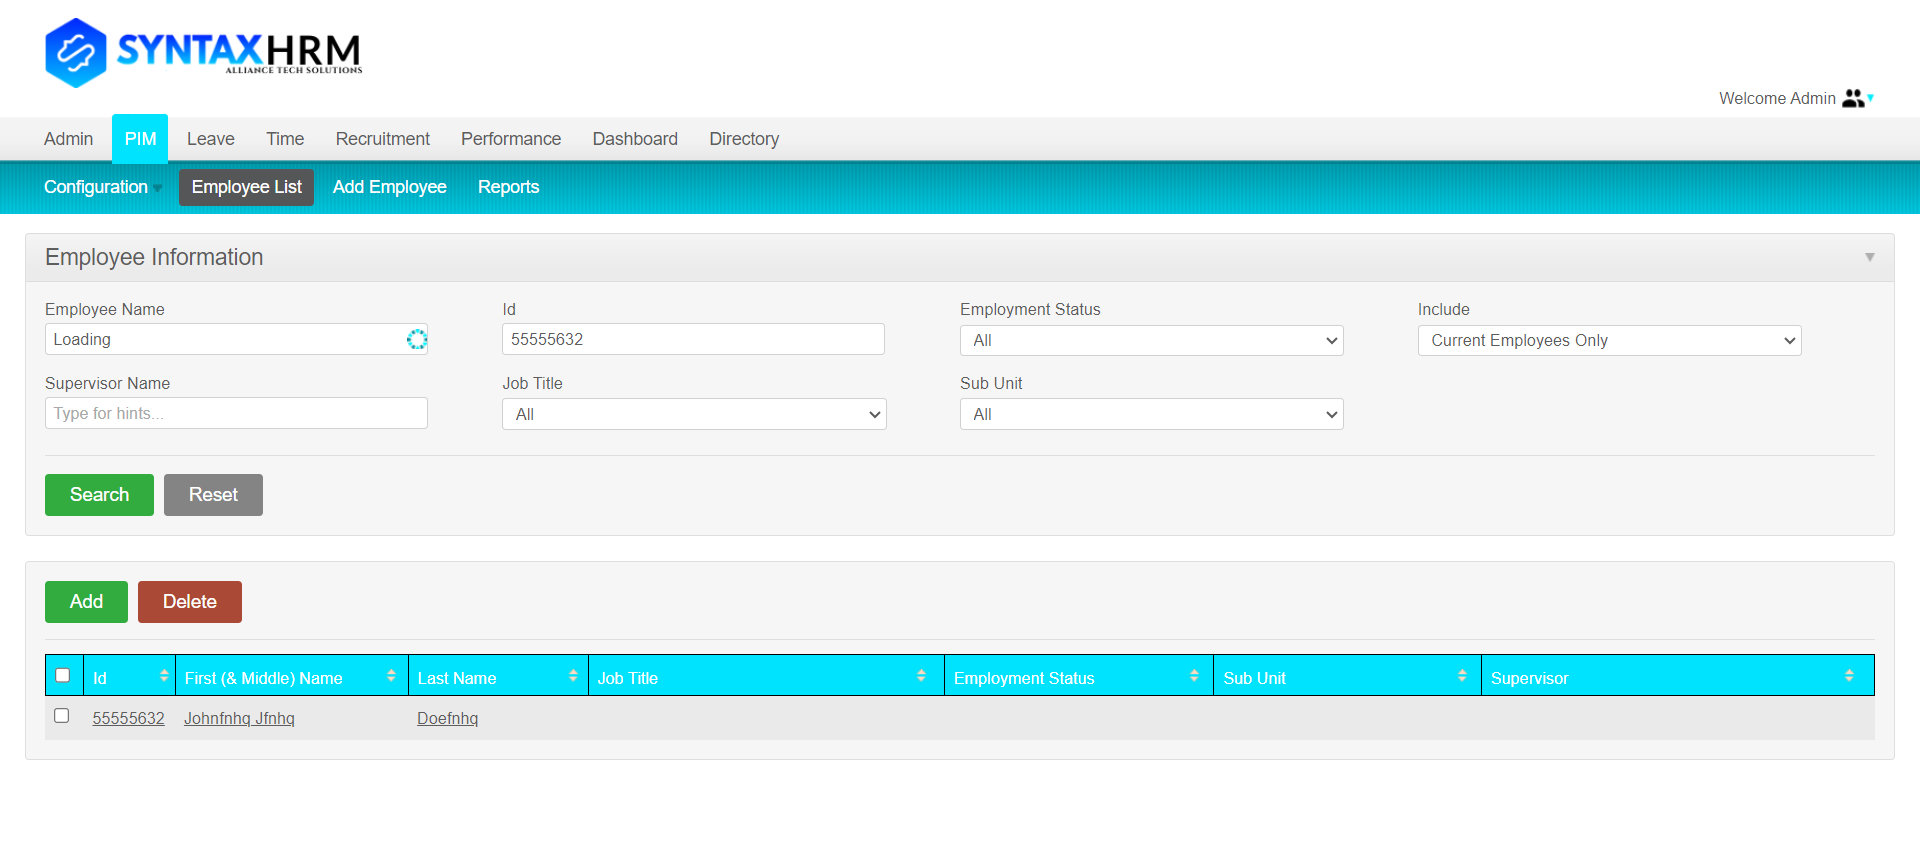 SYNTAXHRM
ALLIANCE TECH SOLUTIONS
Welcome Admin
Admin PIM Leave Time Recruitment Performance Dashboard Directory
Configuration Employee List Add Employee Reports
Employee Information
Employee Name Id Employment Status Include
Loading 55555632 All Current Employees Only
Supervisor Name Job Title Sub Unit
Type for hints... All All
Search Reset
Add Delete
Id First (& Middle) Name Last Name Job Title Employment Status Sub Unit Supervisor
55555632 Johnfnhq Jfnhq Doefnhq